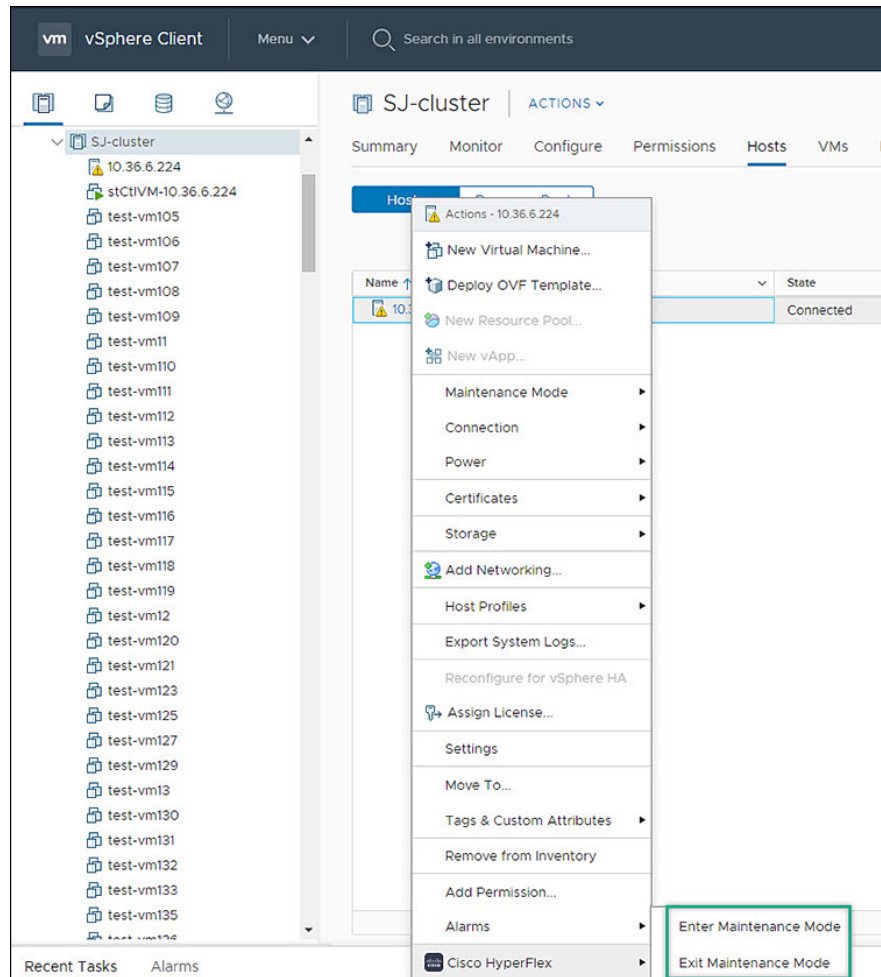 vm vSphere Client Menu Search in all environments
SJ-cluster
10.36.6.224
stCtlVM-10.36.6.224
test-vm105
test-vm106
test-vm107
test-vm108
test-vm109
test-vm11
test-vm110
test-vm111
test-vm112
test-vm113
test-vm114
test-vm115
test-vm116
test-vm117
test-vm118
test-vm119
test-vm12
test-vm120
test-vm121
test-vm123
test-vm125
test-vm127
test-vm129
test-vm13
test-vm130
test-vm131
test-vm132
test-vm133
test-vm135
Recent Tasks Alarms
SJ-cluster ACTIONS
Summary Monitor Configure Permissions Hosts VMs
Name State
Connected
Actions - 10.36.6.224
New Virtual Machine...
Deploy OVF Template...
New Resource Pool...
New vApp...
Maintenance Mode
Connection
Power
Certificates
Storage
Add Networking...
Host Profiles
Export System Logs...
Reconfigure for vSphere HA
Assign License...
Settings
Move To...
Tags & Custom Attributes
Remove from Inventory
Add Permission...
Alarms
Cisco HyperFlex
Enter Maintenance Mode
Exit Maintenance Mode